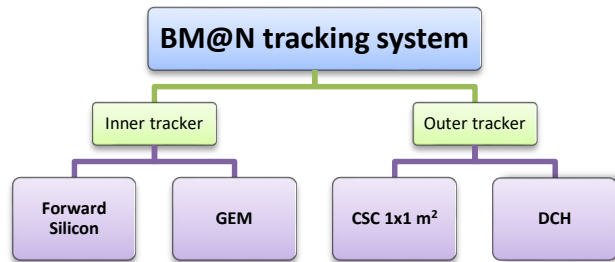 BM@N tracking system
Inner tracker
Outer tracker
Forward
Silicon
GEM
CSC 1x1 m²
DCH